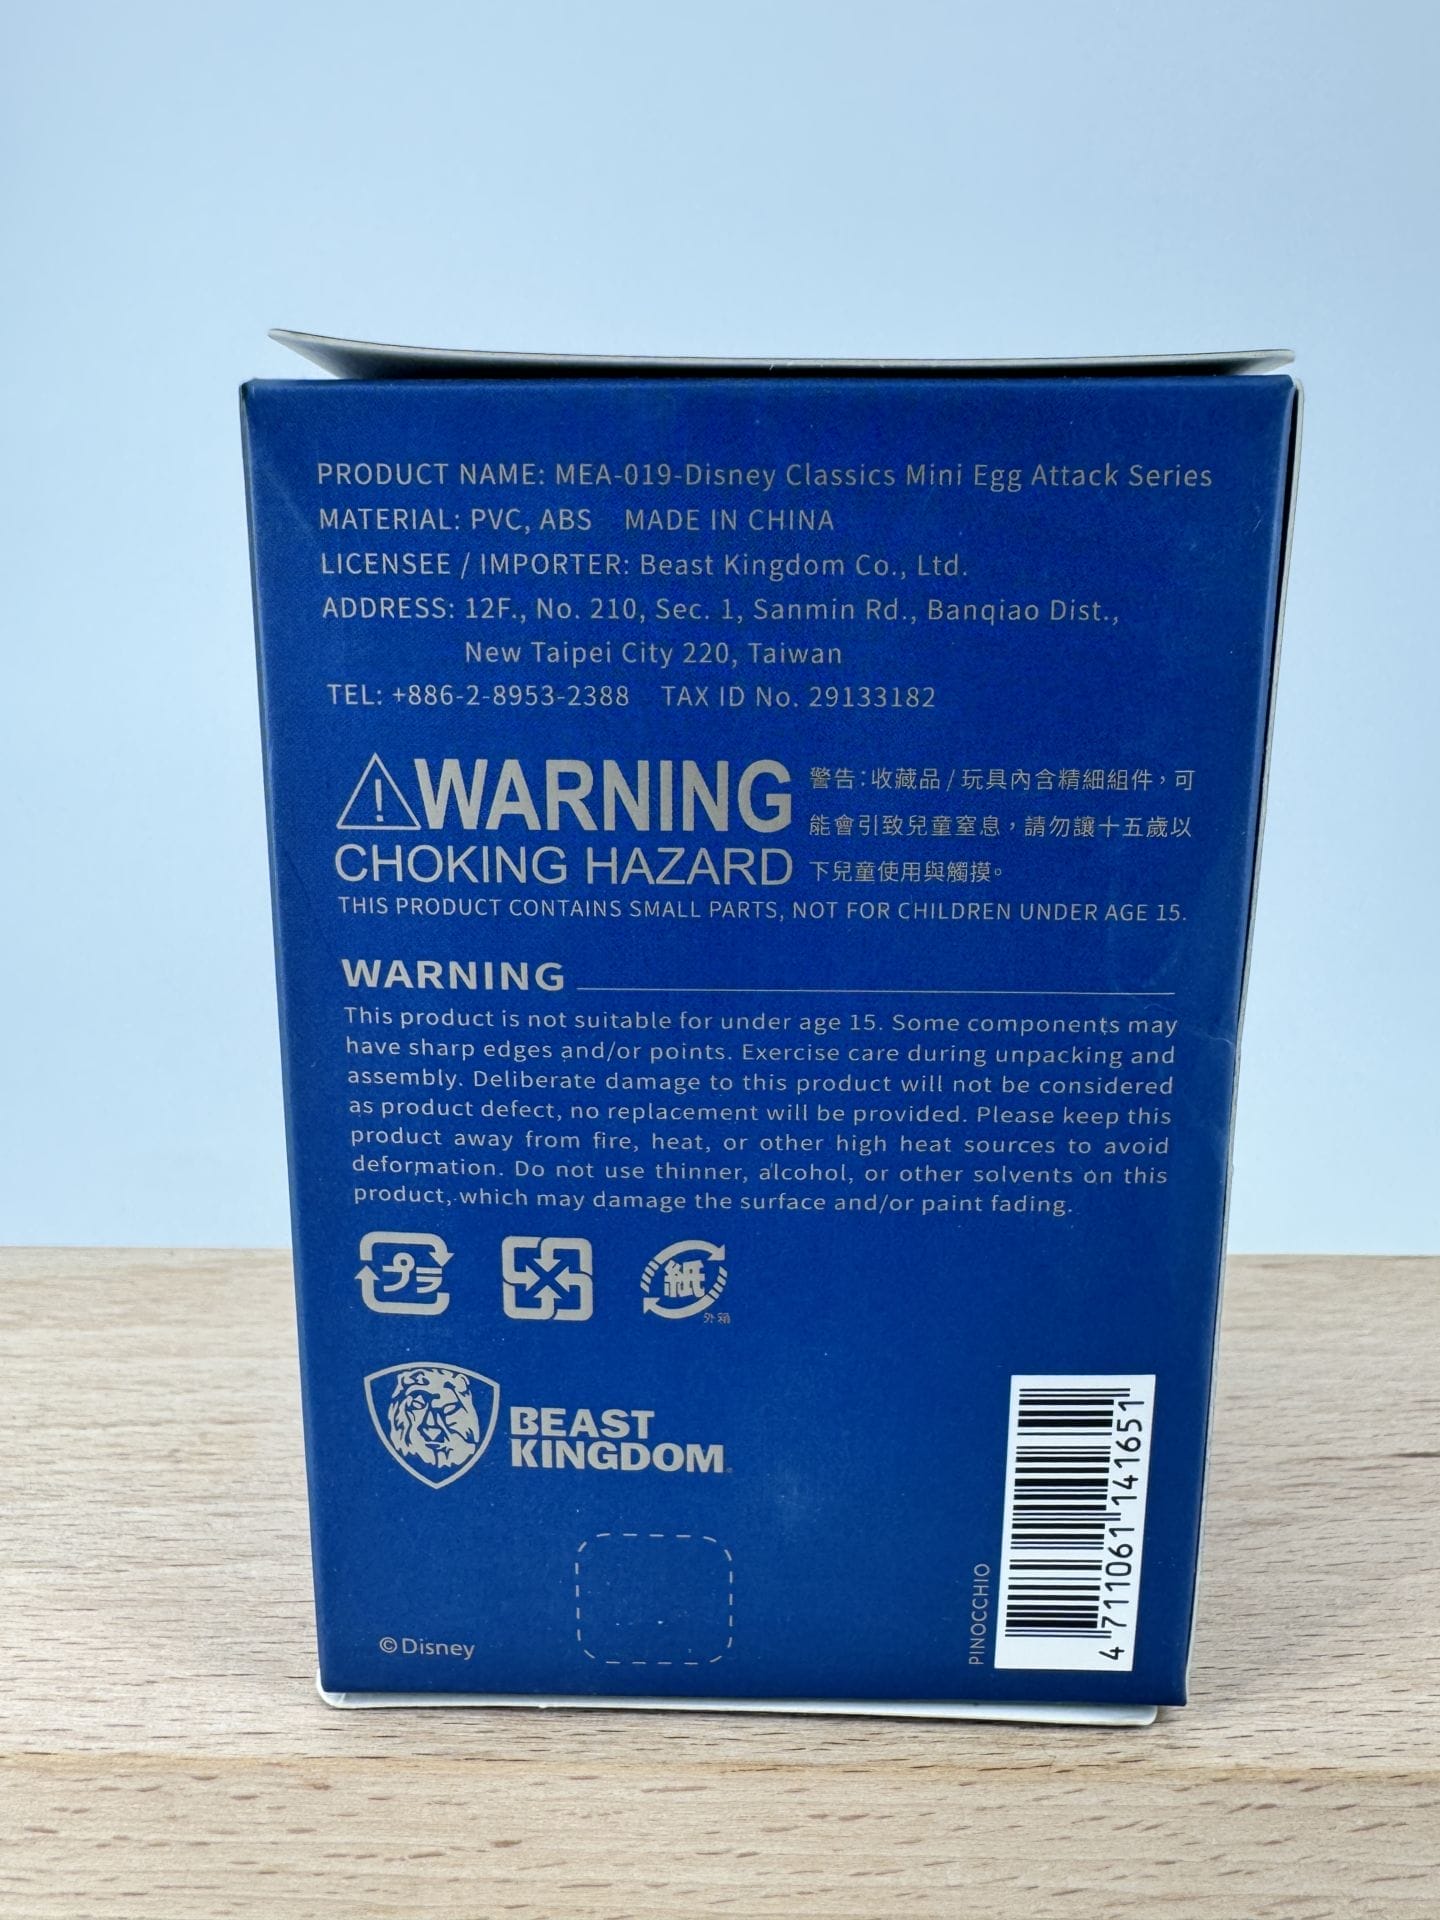 PRODUCT NAME: MEA-019-Disney Classics Mini Egg Attack Series
MATERIAL: PVC, ABS MADE IN CHINA
LICENSEE / IMPORTER: Beast Kingdom Co., Ltd.
ADDRESS: 12F., No. 210, Sec. 1, Sanmin Rd., Banqiao Dist.,
New Taipei City 220, Taiwan
TEL: +886-2-8953-2388 TAX ID No. 29133182
WARNING
CHOKING HAZARD
警告:收藏品/玩具內含精細組件，可
能會引致兒童窒息，請勿讓十五歲以
下兒童使用與觸摸。
THIS PRODUCT CONTAINS SMALL PARTS, NOT FOR CHILDREN UNDER AGE 15.
WARNING
This product is not suitable for under age 15. Some components may
have sharp edges and/or points. Exercise care during unpacking and
assembly. Deliberate damage to this product will not be considered
as product defect, no replacement will be provided. Please keep this
product away from fire, heat, or other high heat sources to avoid
deformation. Do not use thinner, alcohol, or other solvents on this
product, which may damage the surface and/or paint fading.
プラ
紙
外箱
BEAST
KINGDOM
©Disney
PINOCCHIO
4 711061 141651